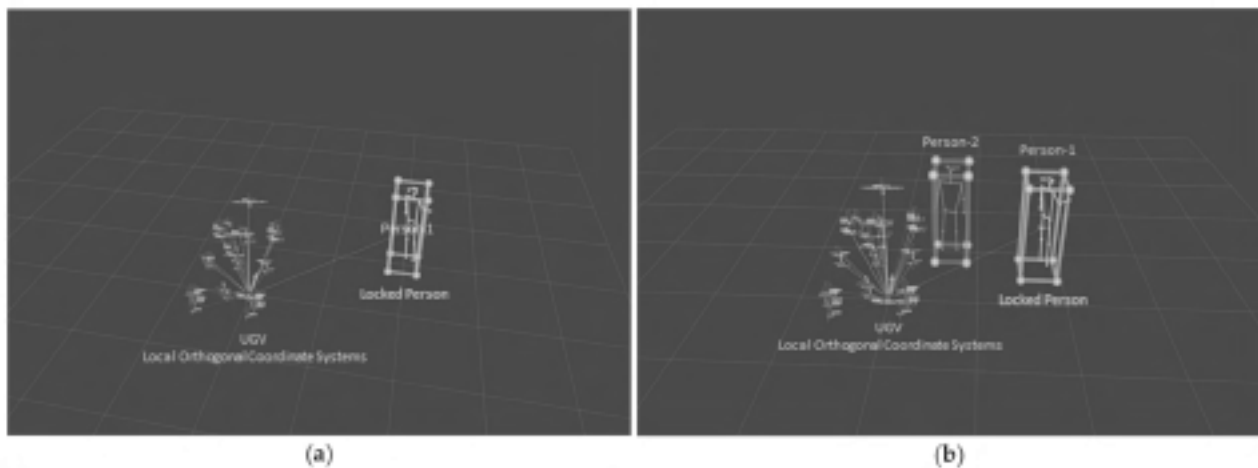 Person-1
Locked Person
UGV
Local Orthogonal Coordinate Systems
(a)
Person-2
Person-1
Locked Person
UGV
Local Orthogonal Coordinate Systems
(b)